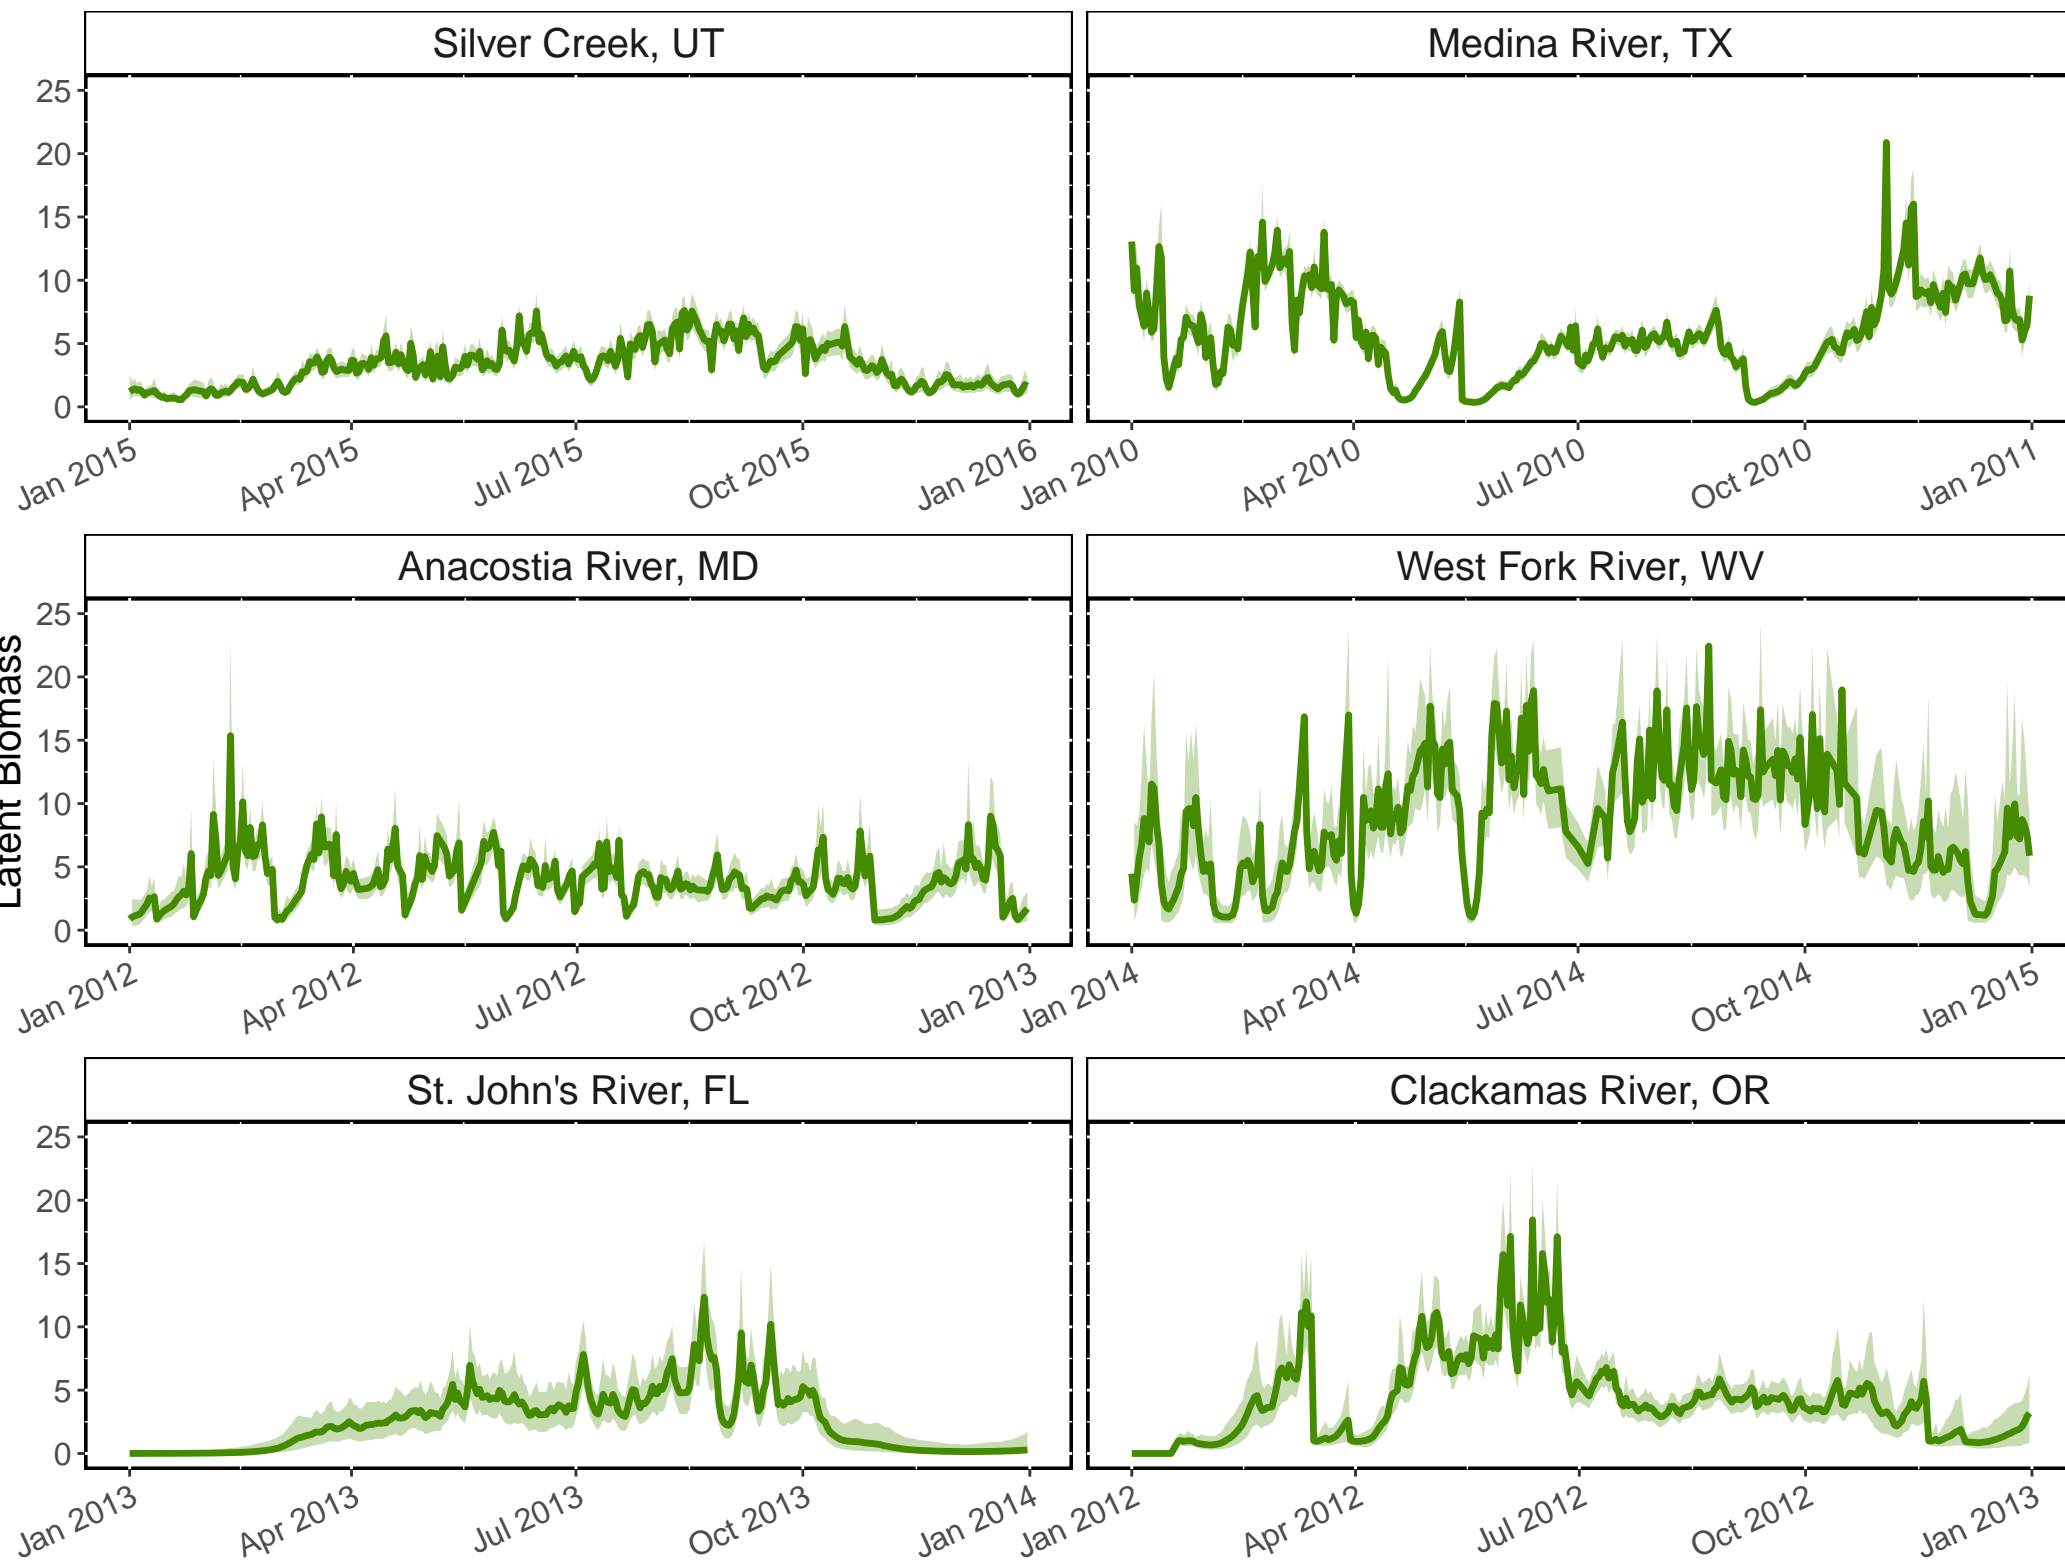 Silver Creek, UT
Medina River, TX
25
20
15
10
5
0
Jan 2015
Apr 2015
Jul 2015
Oct 2015
Jan 2016
Jan 2010
Apr 2010
Jul 2010
Oct 2010
Jan 2011
Anacostia River, MD
West Fork River, WV
Latent Biomass
25
20
15
10
5
0
Jan 2012
Apr 2012
Jul 2012
Oct 2012
Jan 2013
Jan 2014
Apr 2014
Jul 2014
Oct 2014
Jan 2015
St. John's River, FL
Clackamas River, OR
25
20
15
10
5
0
Jan 2013
Apr 2013
Jul 2013
Oct 2013
Jan 2014
Jan 2012
Apr 2012
Jul 2012
Oct 2012
Jan 2013